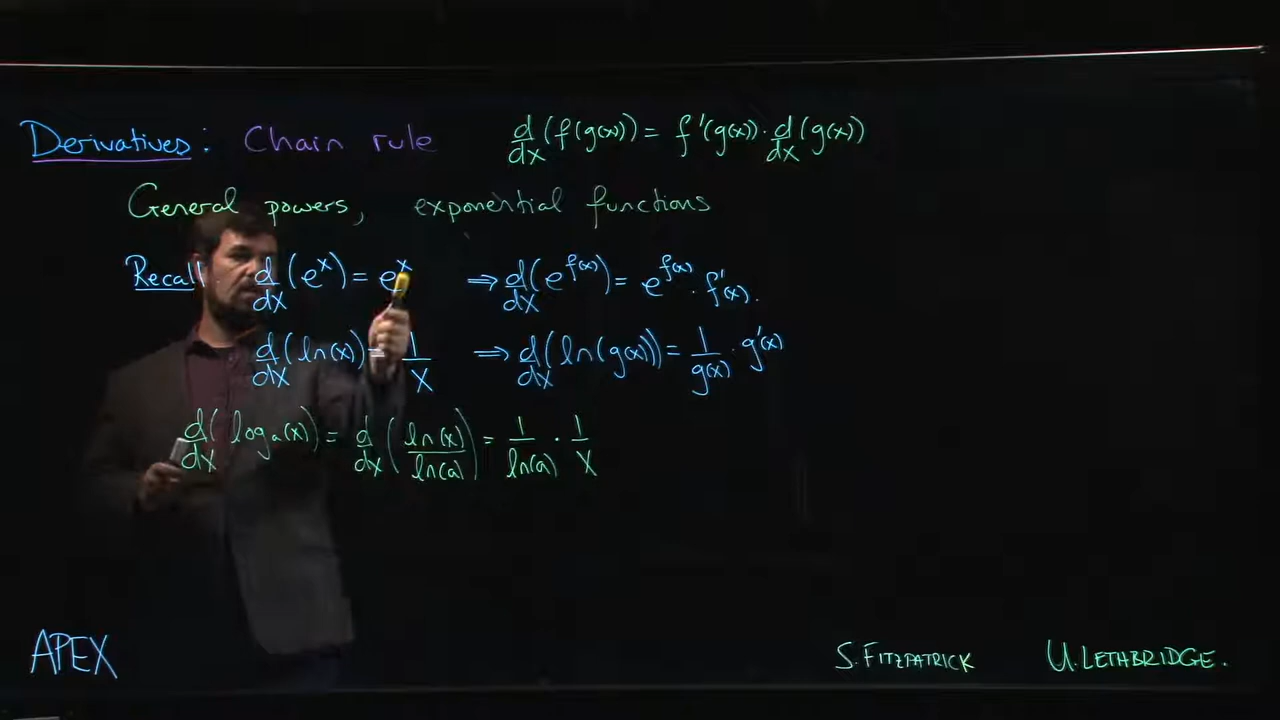 Derivatives: Chain rule d/dx (f(g(x)) = f'(g(x)) · d/dx (g(x))
General powers, exponential functions
Recall: d/dx (e^x) = e^x ⇒ d/dx (e^f(x)) = e^f(x) · f'(x).
d/dx (ln(x)) = 1/x ⇒ d/dx (ln(g(x)) = 1/g(x) · g'(x)
d/dx (log_a(x)) = d/dx (ln(x)/ln(a)) = 1/ln(a) · 1/x
APEX S. FITZPATRICK U. LETHBRIDGE.